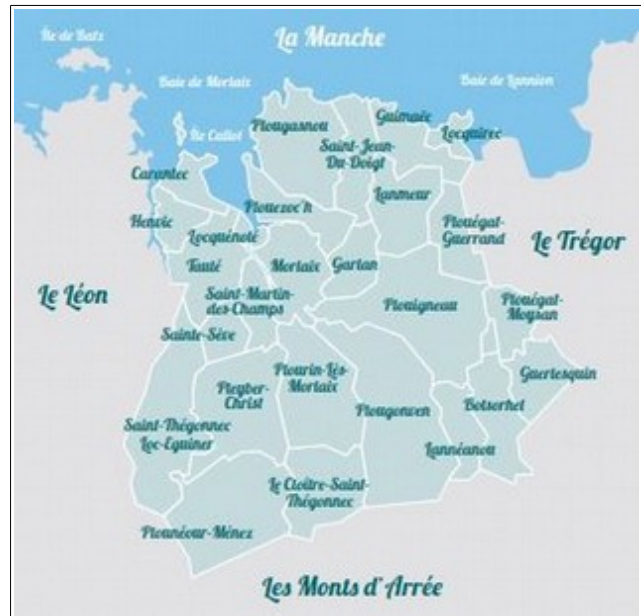 Île de Batz
La Manche
Baie de Morlaix
Baie de Lannion
Île Callot
Plougasnou
Guimaëc
Locquirec
Saint-Jean-
Du-Doigt
Carantec
Lanmeur
Plouezoc'h
Henvic
Locquénolé
Plouégat-
Guerrand
Le Trégor
Taulé
Morlaix
Garlan
Le Léon
Saint-Martin-
des-Champs
Plouigneau
Plouégat-
Moysan
Sainte-Sève
Plourin-Lès-
Morlaix
Guerlesquin
Pleyber-
Christ
Plougonven
Botsorhel
Saint-Thégonnec
Loc-Eguiner
Lannéanou
Le Cloître-Saint-
Thégonnec
Plounéour-Ménez
Les Monts d'Arrée